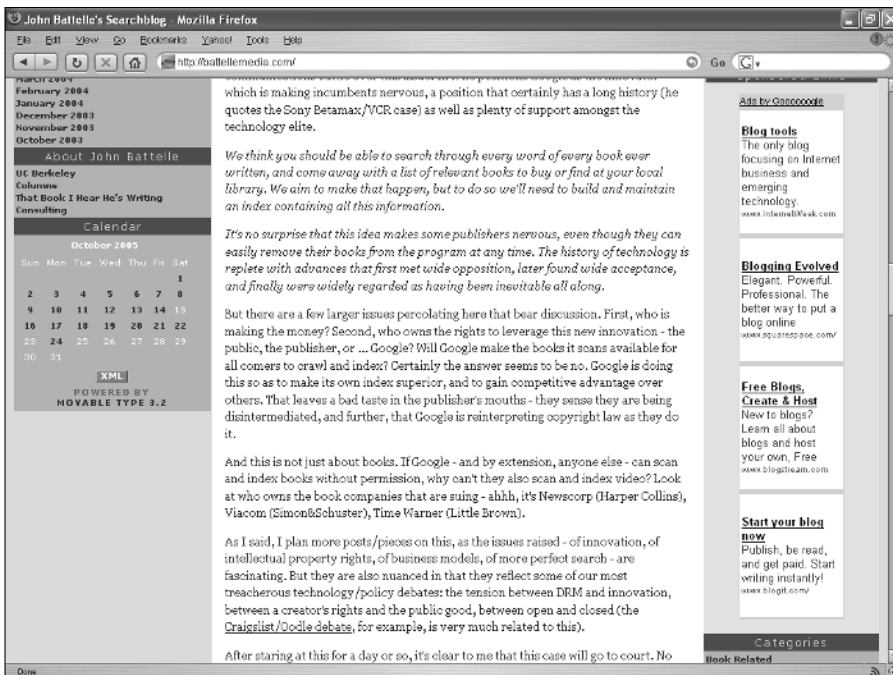 John Battelle's Searchblog - Mozilla Firefox
File Edit View Go Bookmarks Yahoo! Tools Help
http://battellemedia.com/
Go
March 2004
February 2004
January 2004
December 2003
November 2003
October 2003
About John Battelle
UC Berkeley
Columns
That Book I Hear He's Writing
Consulting
Calendar
October 2005
Sun Mon Tue Wed Thu Fri Sat
1
2 3 4 5 6 7 8
9 10 11 12 13 14 15
16 17 18 19 20 21 22
23 24 25 26 27 28 29
30 31
XML
POWERED BY
MOVABLE TYPE 3.2
which is making incumbents nervous, a position that certainly has a long history (he
quotes the Sony Betamax/VCR case) as well as plenty of support amongst the
technology elite.
We think you should be able to search through every word of every book ever
written, and come away with a list of relevant books to buy or find at your local
library. We aim to make that happen, but to do so we'll need to build and maintain
an index containing all this information.
It's no surprise that this idea makes some publishers nervous, even though they can
easily remove their books from the program at any time. The history of technology is
replete with advances that first met wide opposition, later found wide acceptance,
and finally were widely regarded as having been inevitable all along.
But there are a few larger issues percolating here that bear discussion. First, who is
making the money? Second, who owns the rights to leverage this new innovation - the
public, the publisher, or ... Google? Will Google make the books it scans available for
all comers to crawl and index? Certainly the answer seems to be no. Google is doing
this so as to make its own index superior, and to gain competitive advantage over
others. That leaves a bad taste in the publisher's mouths - they sense they are being
disintermediated, and further, that Google is reinterpreting copyright law as they do
it.
And this is not just about books. If Google - and by extension, anyone else - can scan
and index books without permission, why can't they also scan and index video? Look
at who owns the book companies that are suing - ahhh, it's Newscorp (Harper Collins),
Viacom (Simon&Schuster), Time Warner (Little Brown).
As I said, I plan more posts/pieces on this, as the issues raised - of innovation, of
intellectual property rights, of business models, of more perfect search - are
fascinating. But they are also nuanced in that they reflect some of our most
treacherous technology/policy debates: the tension between DRM and innovation,
between a creator's rights and the public good, between open and closed (the
Craigslist/Oodle debate, for example, is very much related to this).
After staring at this for a day or so, it's clear to me that this case will go to court. No
Ads by Goooooogle
Blog tools
The only blog
focusing on Internet
business and
emerging
technology.
www.InternetWeek.com
Blogging Evolved
Elegant. Powerful.
Professional. The
better way to put a
blog online
www.squarespace.com/
Free Blogs,
Create & Host
New to blogs?
Learn all about
blogs and host
your own, Free
www.blogstream.com
Start your blog
now
Publish, be read,
and get paid. Start
writing instantly!
www.blogit.com/
Categories
Book Related
Done